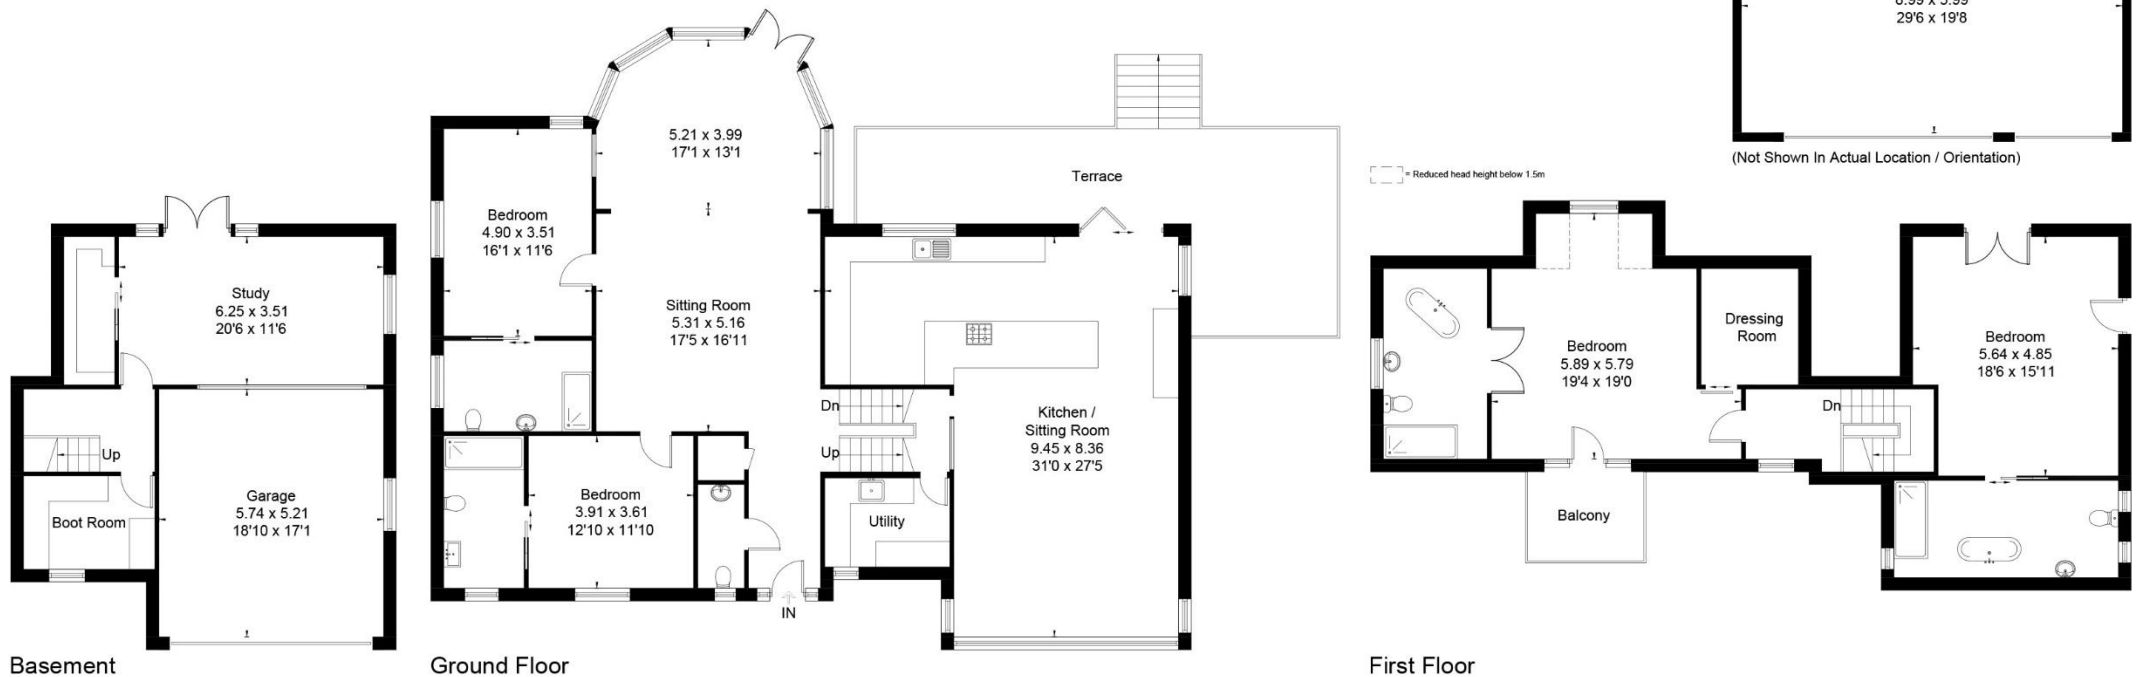 8.99 x 5.99
29'6 x 19'8
(Not Shown In Actual Location / Orientation)
= Reduced head height below 1.5m
Study
6.25 x 3.51
20'6 x 11'6
Up
Boot Room
Garage
5.74 x 5.21
18'10 x 17'1
Basement
5.21 x 3.99
17'1 x 13'1
Bedroom
4.90 x 3.51
16'1 x 11'6
Sitting Room
5.31 x 5.16
17'5 x 16'11
Terrace
Dn
Up
Kitchen /
Sitting Room
9.45 x 8.36
31'0 x 27'5
Bedroom
3.91 x 3.61
12'10 x 11'10
Utility
IN
Ground Floor
Bedroom
5.89 x 5.79
19'4 x 19'0
Dressing
Room
Dn
Bedroom
5.64 x 4.85
18'6 x 15'11
Balcony
First Floor